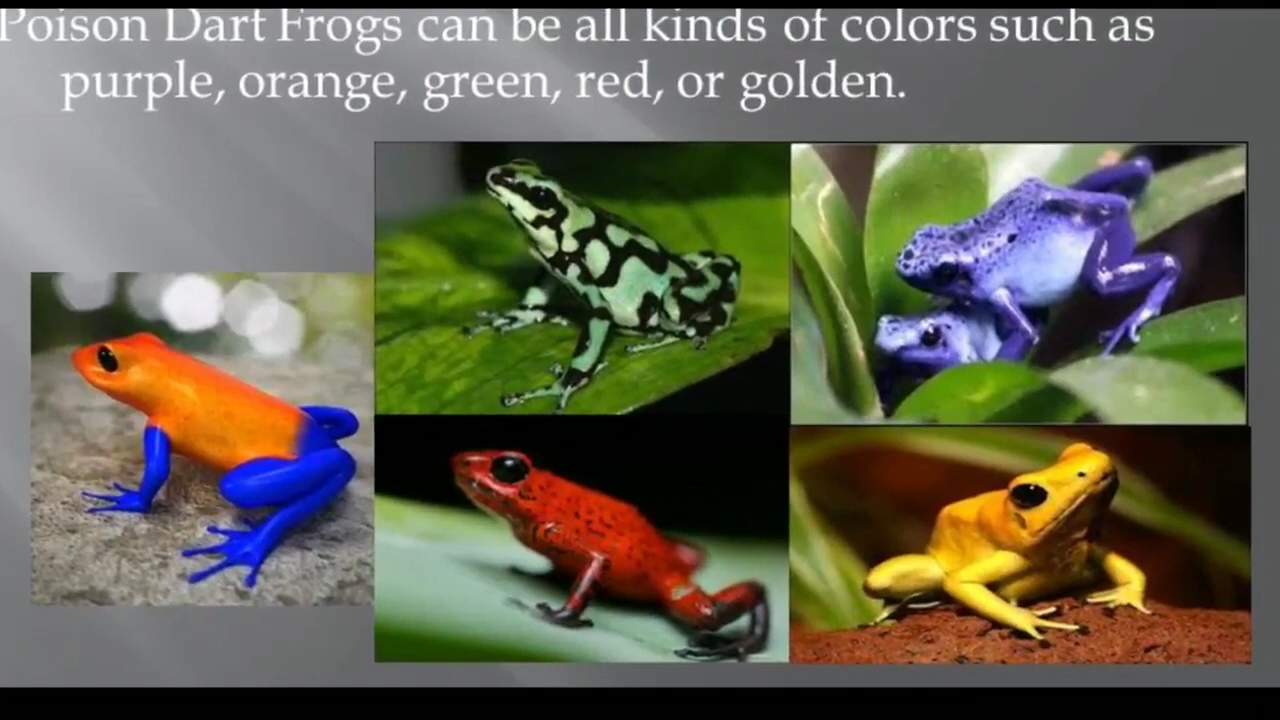 Poison Dart Frogs can be all kinds of colors such as
purple, orange, green, red, or golden.